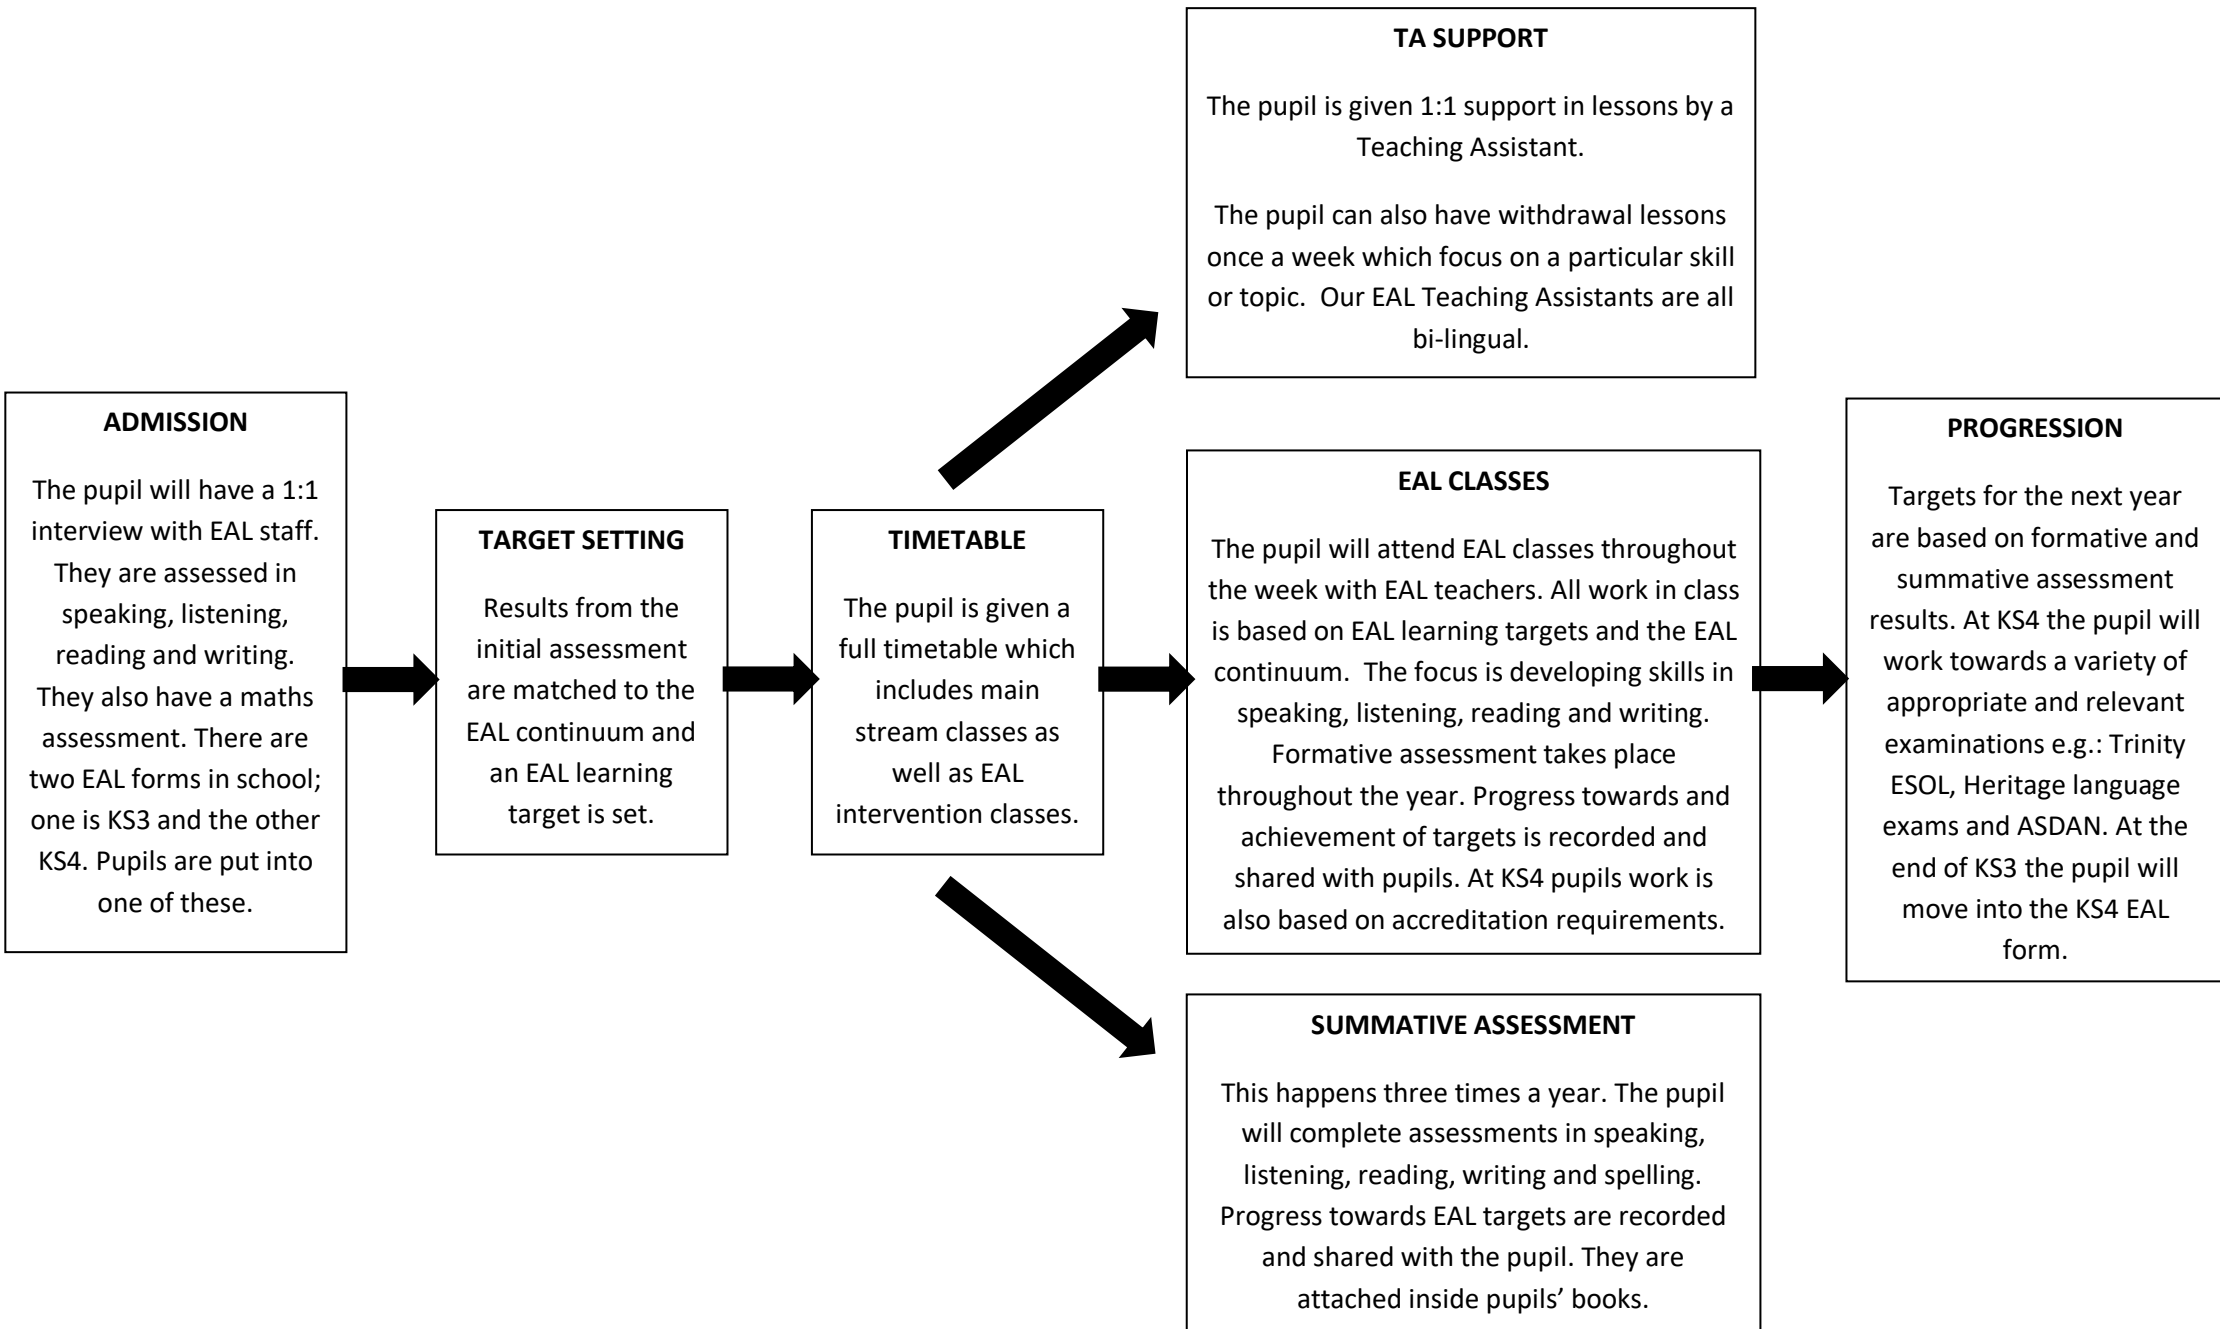 ADMISSION
The pupil will have a 1:1
interview with EAL staff.
They are assessed in
speaking, listening,
reading and writing.
They also have a maths
assessment. There are
two EAL forms in school;
one is KS3 and the other
KS4. Pupils are put into
one of these.
TARGET SETTING
Results from the
initial assessment
are matched to the
EAL continuum and
an EAL learning
target is set.
TIMETABLE
The pupil is given a
full timetable which
includes main
stream classes as
well as EAL
intervention classes.
TA SUPPORT
The pupil is given 1:1 support in lessons by a
Teaching Assistant.
The pupil can also have withdrawal lessons
once a week which focus on a particular skill
or topic.  Our EAL Teaching Assistants are all
bi-lingual.
EAL CLASSES
The pupil will attend EAL classes throughout
the week with EAL teachers. All work in class
is based on EAL learning targets and the EAL
continuum.  The focus is developing skills in
speaking, listening, reading and writing.
Formative assessment takes place
throughout the year. Progress towards and
achievement of targets is recorded and
shared with pupils. At KS4 pupils work is
also based on accreditation requirements.
SUMMATIVE ASSESSMENT
This happens three times a year. The pupil
will complete assessments in speaking,
listening, reading, writing and spelling.
Progress towards EAL targets are recorded
and shared with the pupil. They are
attached inside pupils’ books.
PROGRESSION
Targets for the next year
are based on formative and
summative assessment
results. At KS4 the pupil will
work towards a variety of
appropriate and relevant
examinations e.g.: Trinity
ESOL, Heritage language
exams and ASDAN. At the
end of KS3 the pupil will
move into the KS4 EAL
form.